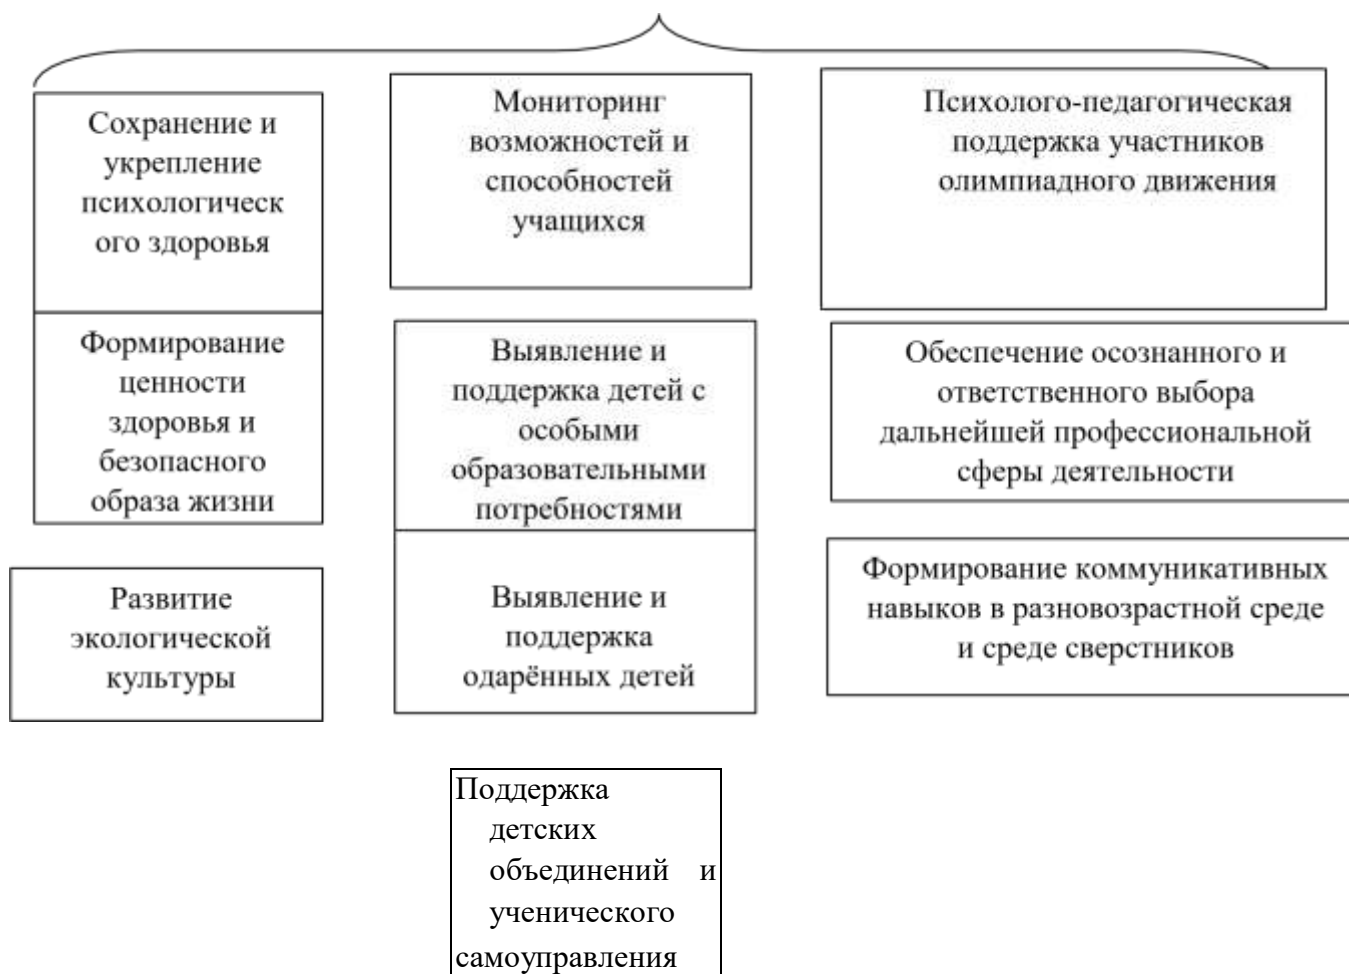 Сохранение и
укрепление
психологическ
ого здоровья
Мониторинг
возможностей и
способностей
учащихся
Психолого-педагогическая
поддержка участников
олимпиадного движения
Формирование
ценности
здоровья и
безопасного
образа жизни
Выявление и
поддержка детей с
особыми
образовательными
потребностями
Обеспечение осознанного и
ответственного выбора
дальнейшей профессиональной
сферы деятельности
Развитие
экологической
культуры
Выявление и
поддержка
одарённых детей
Формирование коммуникативных
навыков в разновозрастной среде
и среде сверстников
Поддержка
детских
объединений и
ученического
самоуправления